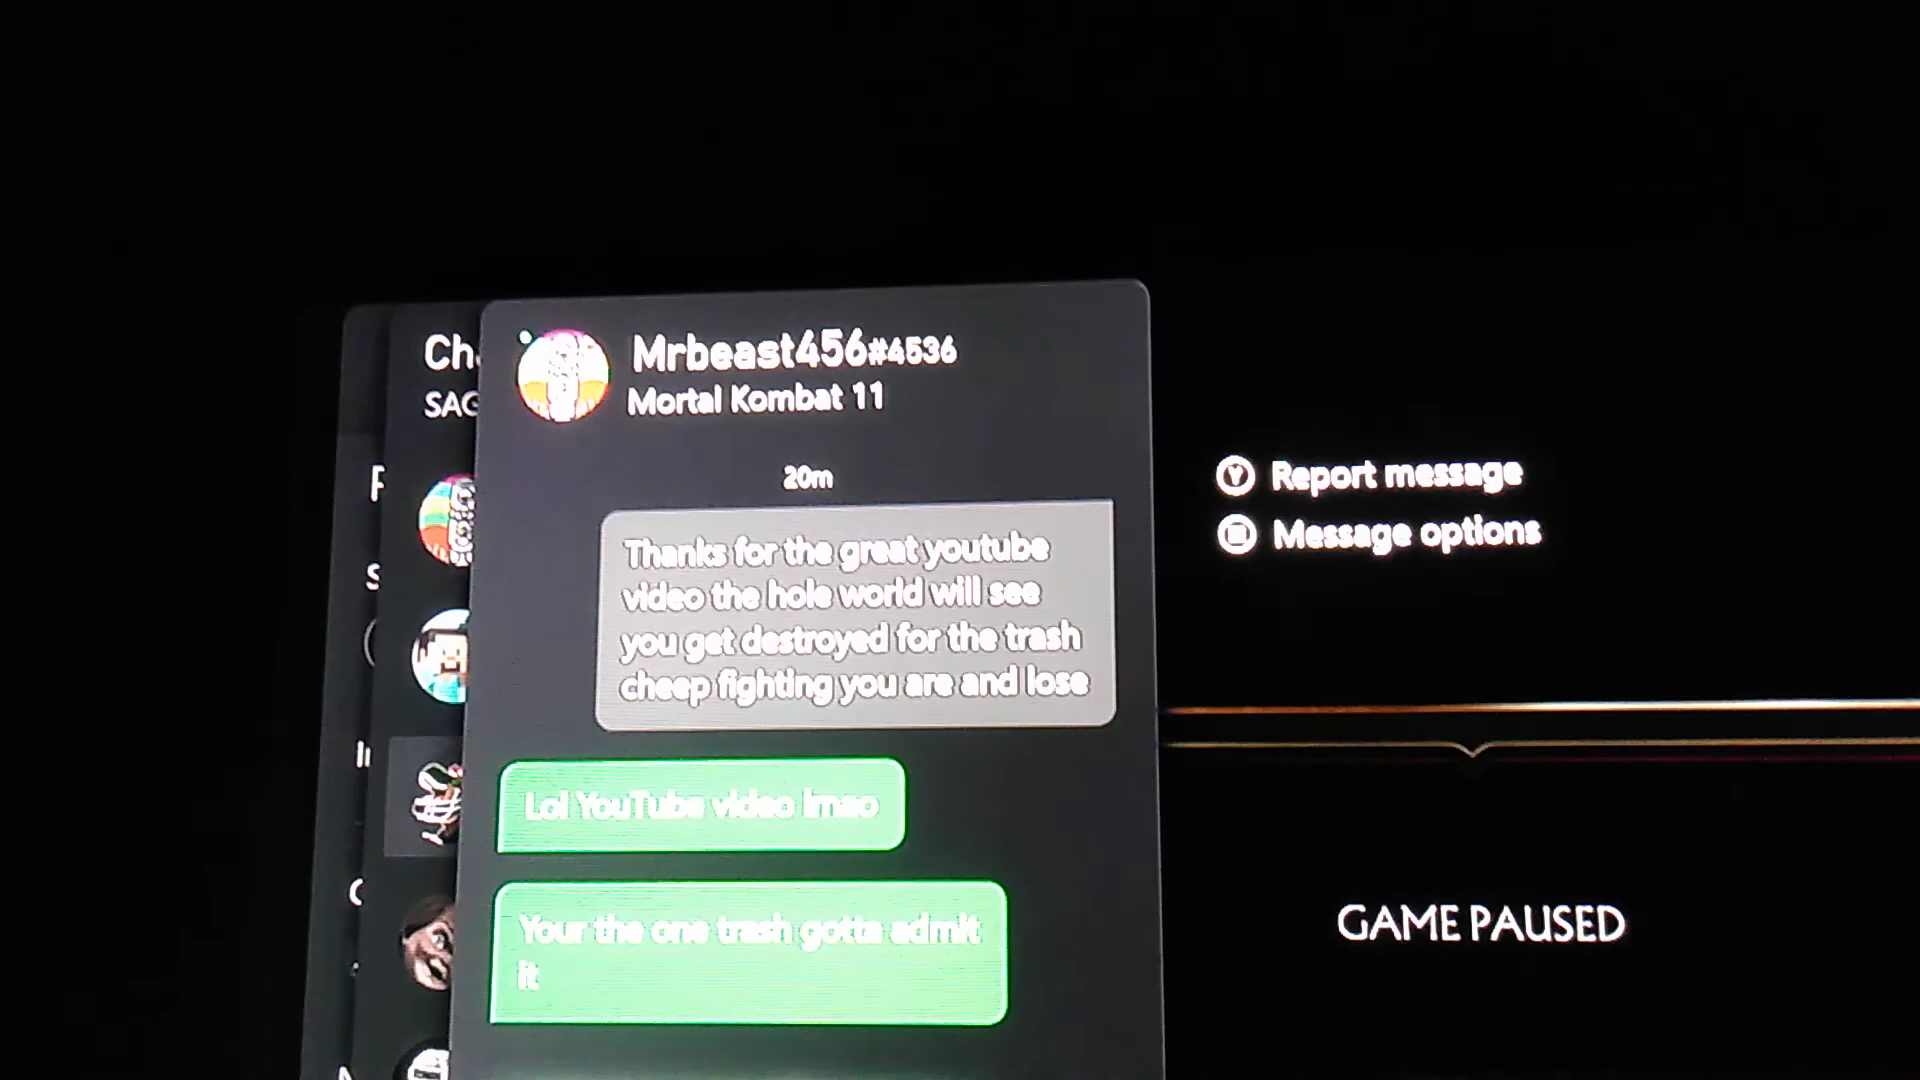 Ch
SAG
Mrbeast456#4536
Mortal Kombat 11
20m
Thanks for the great youtube
video the hole world will see
you get destroyed for the trash
cheep fighting you are and lose
Lol YouTube video lmao
Your the one trash gotta admit
it
Report message
Message options
GAME PAUSED